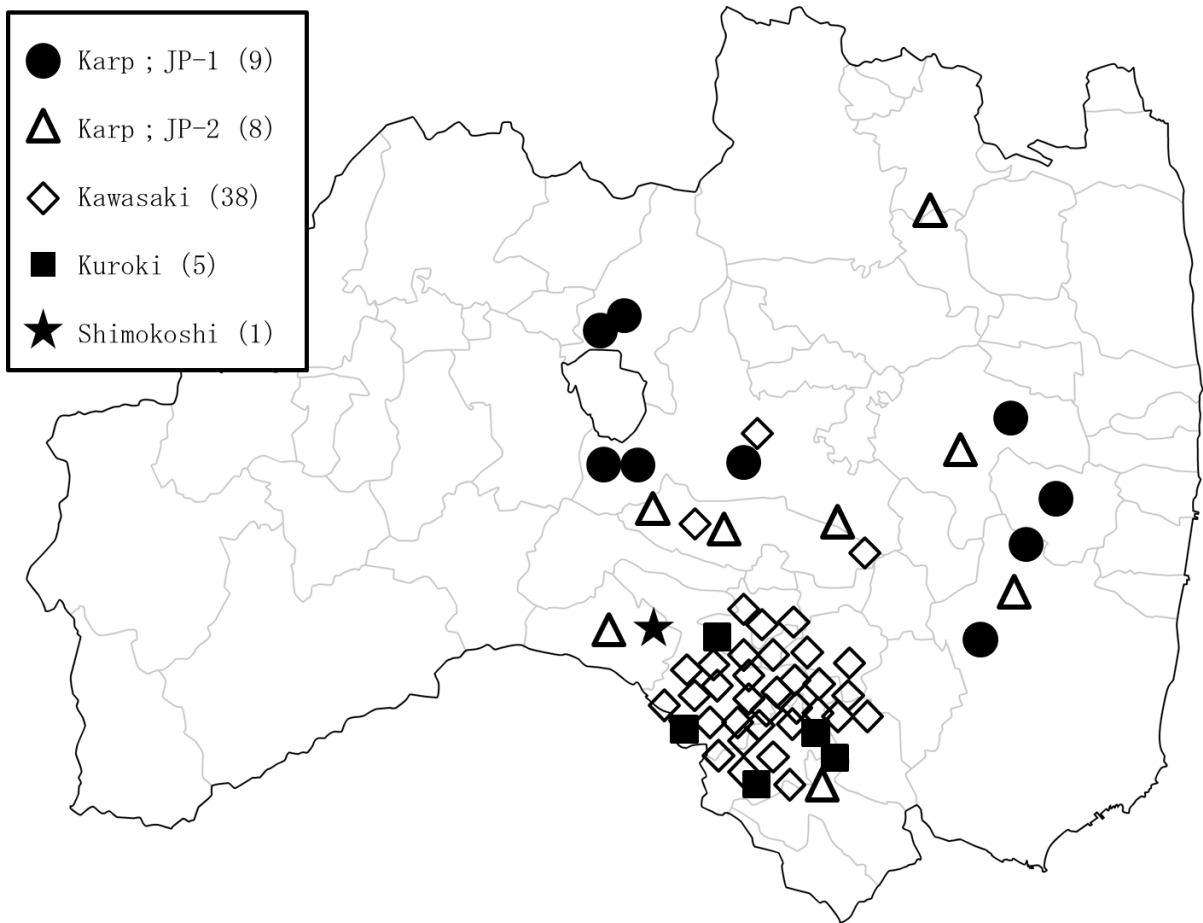 Karp ; JP-1 (9)
Karp ; JP-2 (8)
Kawasaki (38)
Kuroki (5)
Shimokoshi (1)